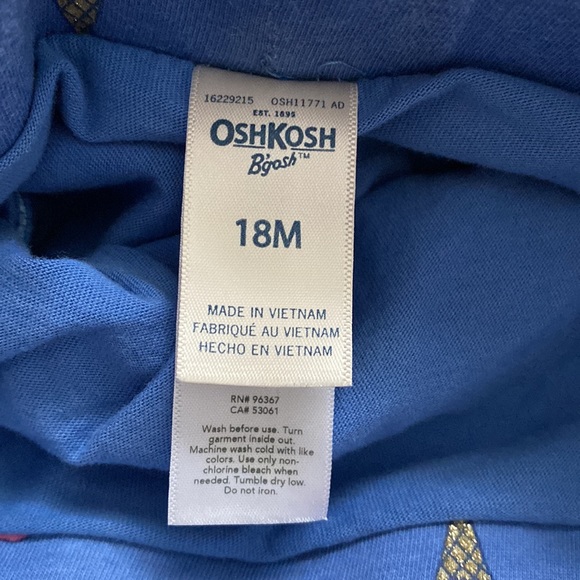 16229215 OSH11771 AD
EST. 1895
OSHKOSH
B'gosh™
18M
MADE IN VIETNAM
FABRIQUÉ AU VIETNAM
HECHO EN VIETNAM
RN# 96367
CA# 53061
Wash before use. Turn
garment inside out.
Machine wash cold with like
colors. Use only non-
chlorine bleach when
needed. Tumble dry low.
Do not iron.